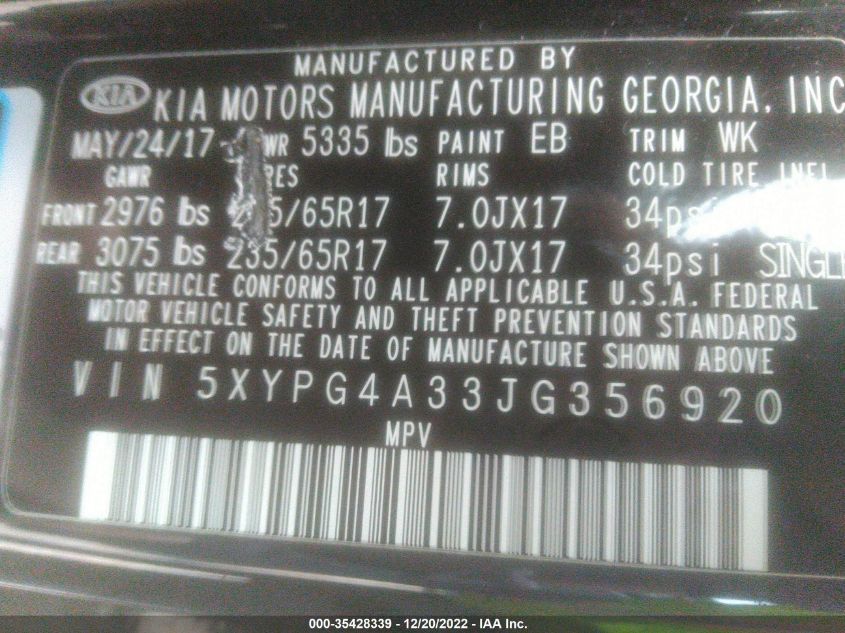 MANUFACTURED BY
KIA KIA MOTORS MANUFACTURING GEORGIA, INC
MAY/24/17 WR 5335 lbs PAINT EB TRIM WK
GAWR RES RIMS COLD TIRE INFL
FRONT 2976 lbs 5/65R17 7.0JX17 34ps
REAR 3075 lbs 235/65R17 7.0JX17 34psi SINGLE
THIS VEHICLE CONFORMS TO ALL APPLICABLE U.S.A. FEDERAL
MOTOR VEHICLE SAFETY AND THEFT PREVENTION STANDARDS
IN EFFECT ON THE DATE OF MANUFACTURE SHOWN ABOVE
VIN 5XYPG4A33JG356920
MPV
000-35428339 - 12/20/2022 - IAA Inc.